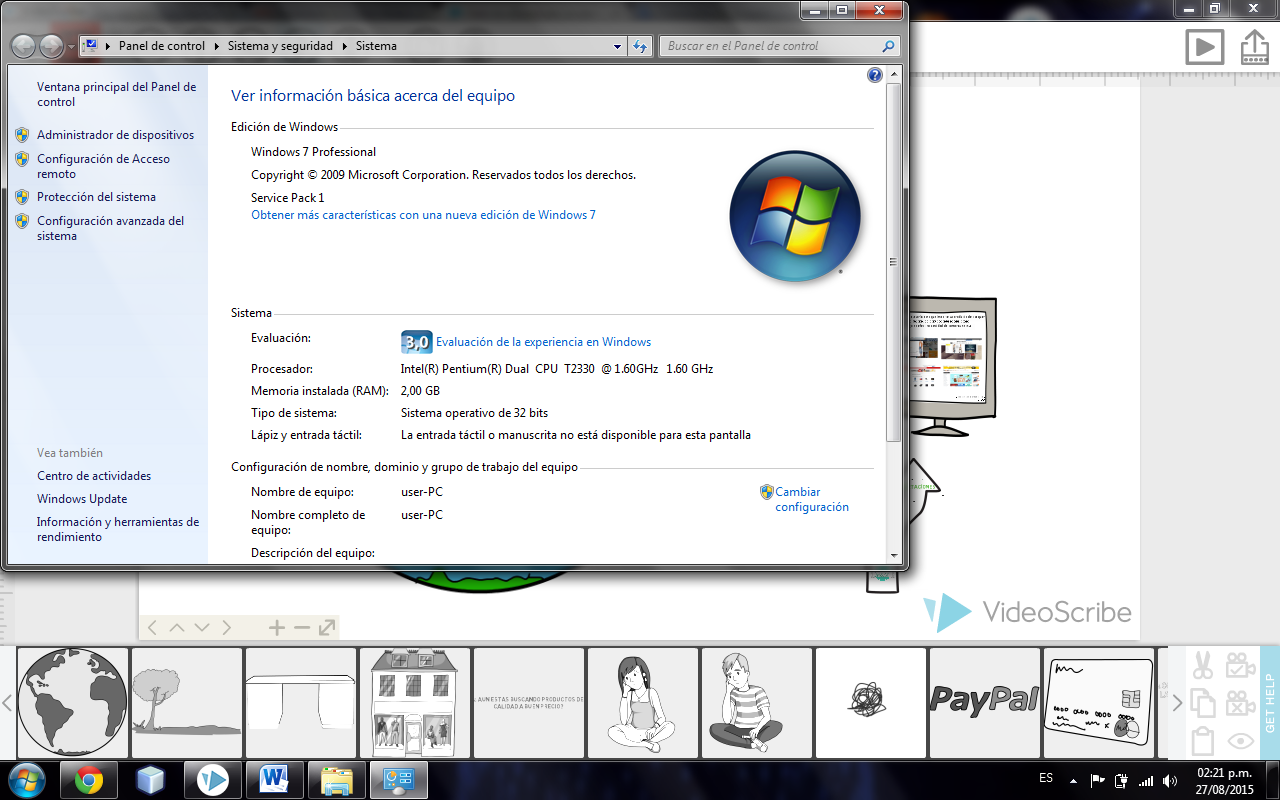 Panel de control
Sistema y seguridad
Sistema
Buscar en el Panel de control
Ventana principal del Panel de
control
Administrador de dispositivos
Configuración de Acceso
remoto
Protección del sistema
Configuración avanzada del
sistema
Vea también
Centro de actividades
Windows Update
Información y herramientas de
rendimiento
Ver información básica acerca del equipo
Edición de Windows
Windows 7 Professional
Copyright © 2009 Microsoft Corporation. Reservados todos los derechos.
Service Pack 1
Obtener más características con una nueva edición de Windows 7
Sistema
Evaluación:
3,0 Evaluación de la experiencia en Windows
Procesador:
Intel(R) Pentium(R) Dual CPU T2330 @ 1.60GHz 1.60 GHz
Memoria instalada (RAM):
2,00 GB
Tipo de sistema:
Sistema operativo de 32 bits
Lápiz y entrada táctil:
La entrada táctil o manuscrita no está disponible para esta pantalla
Configuración de nombre, dominio y grupo de trabajo del equipo
Nombre de equipo:
user-PC
Cambiar
configuración
Nombre completo de
equipo:
user-PC
Descripción del equipo:
VideoScribe
AUN ESTAS BUSCANDO PRODUCTOS DE
CALIDAD A BUEN PRECIO?
PayPal
GET HELP
ES
02:21 p.m.
27/08/2015